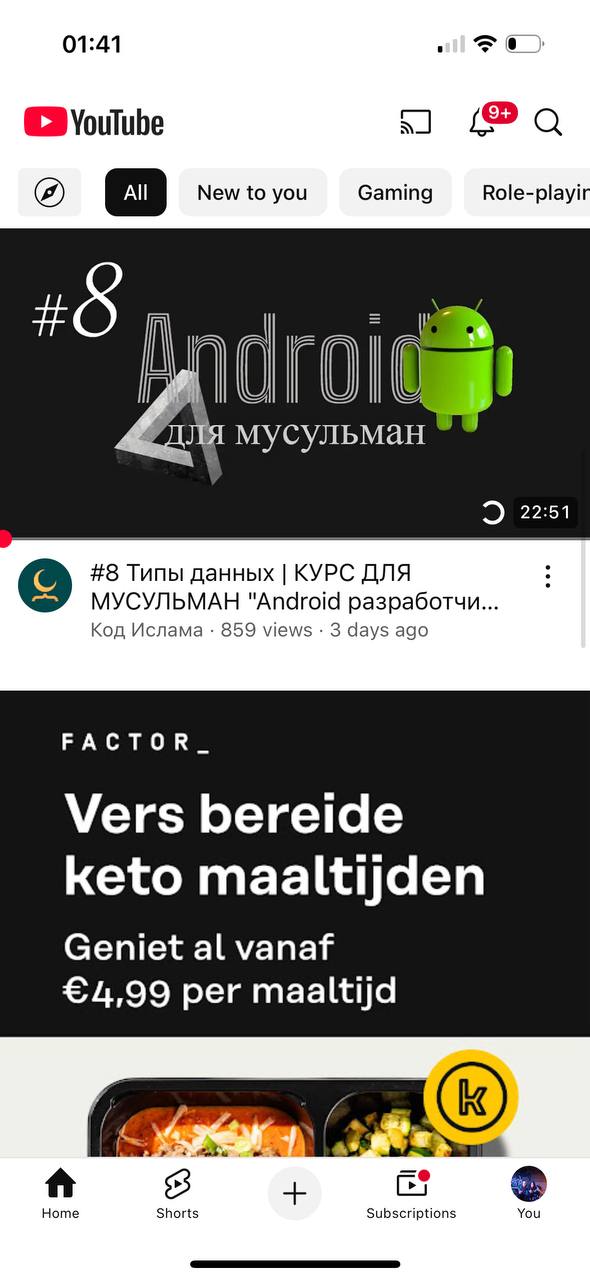 01:41
YouTube
9+
All
New to you
Gaming
Role-playin
#8
Android
для мусульман
22:51
#8 Типы данных | КУРС ДЛЯ
МУСУЛЬМАН "Android разработчи...
Код Ислама · 859 views · 3 days ago
FACTOR_
Vers bereide
keto maaltijden
Geniet al vanaf
€4,99 per maaltijd
k
Home
Shorts
Subscriptions
You